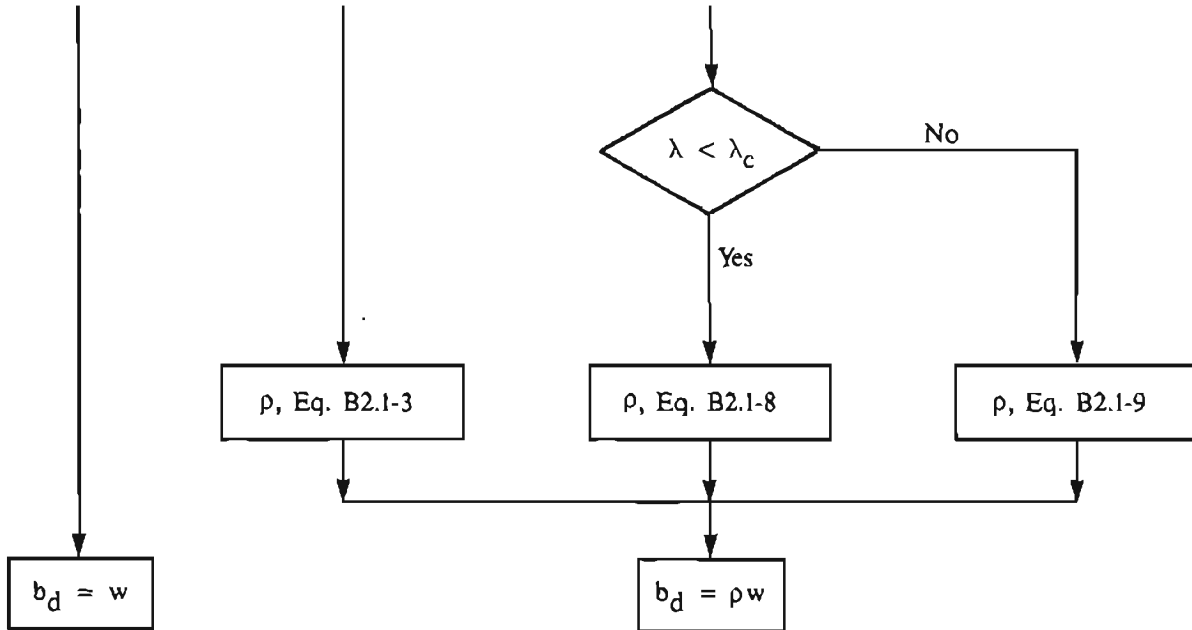 λ < λc
No
Yes
ρ, Eq. B2.1-3
ρ, Eq. B2.1-8
ρ, Eq. B2.1-9
bd = w
bd = ρw